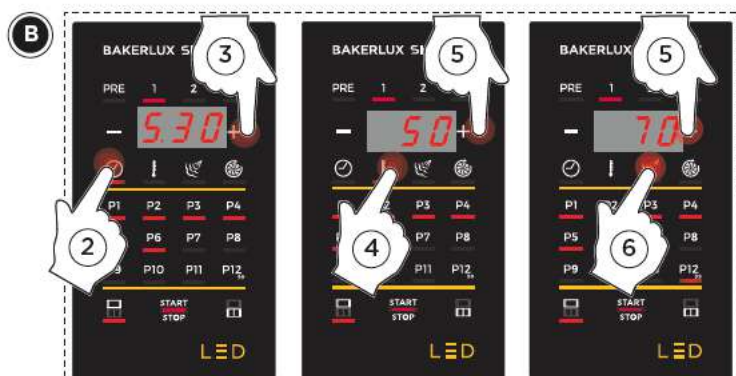 B
BAKERLUX SH
3
PRE 1 2
− 5.30 +
P1 P2 P3 P4
2 P6 P7 P8
P10 P11 P12
START
STOP
LED
BAKERLUX SH
5
PRE 1 2
− 50 +
P3 P4
4 P7 P8
P11 P12
START
STOP
LED
BAKERLUX S
5
PRE 1
− 70
P1 P3 P4
P5 6 P8
P9 P12
START
STOP
LED